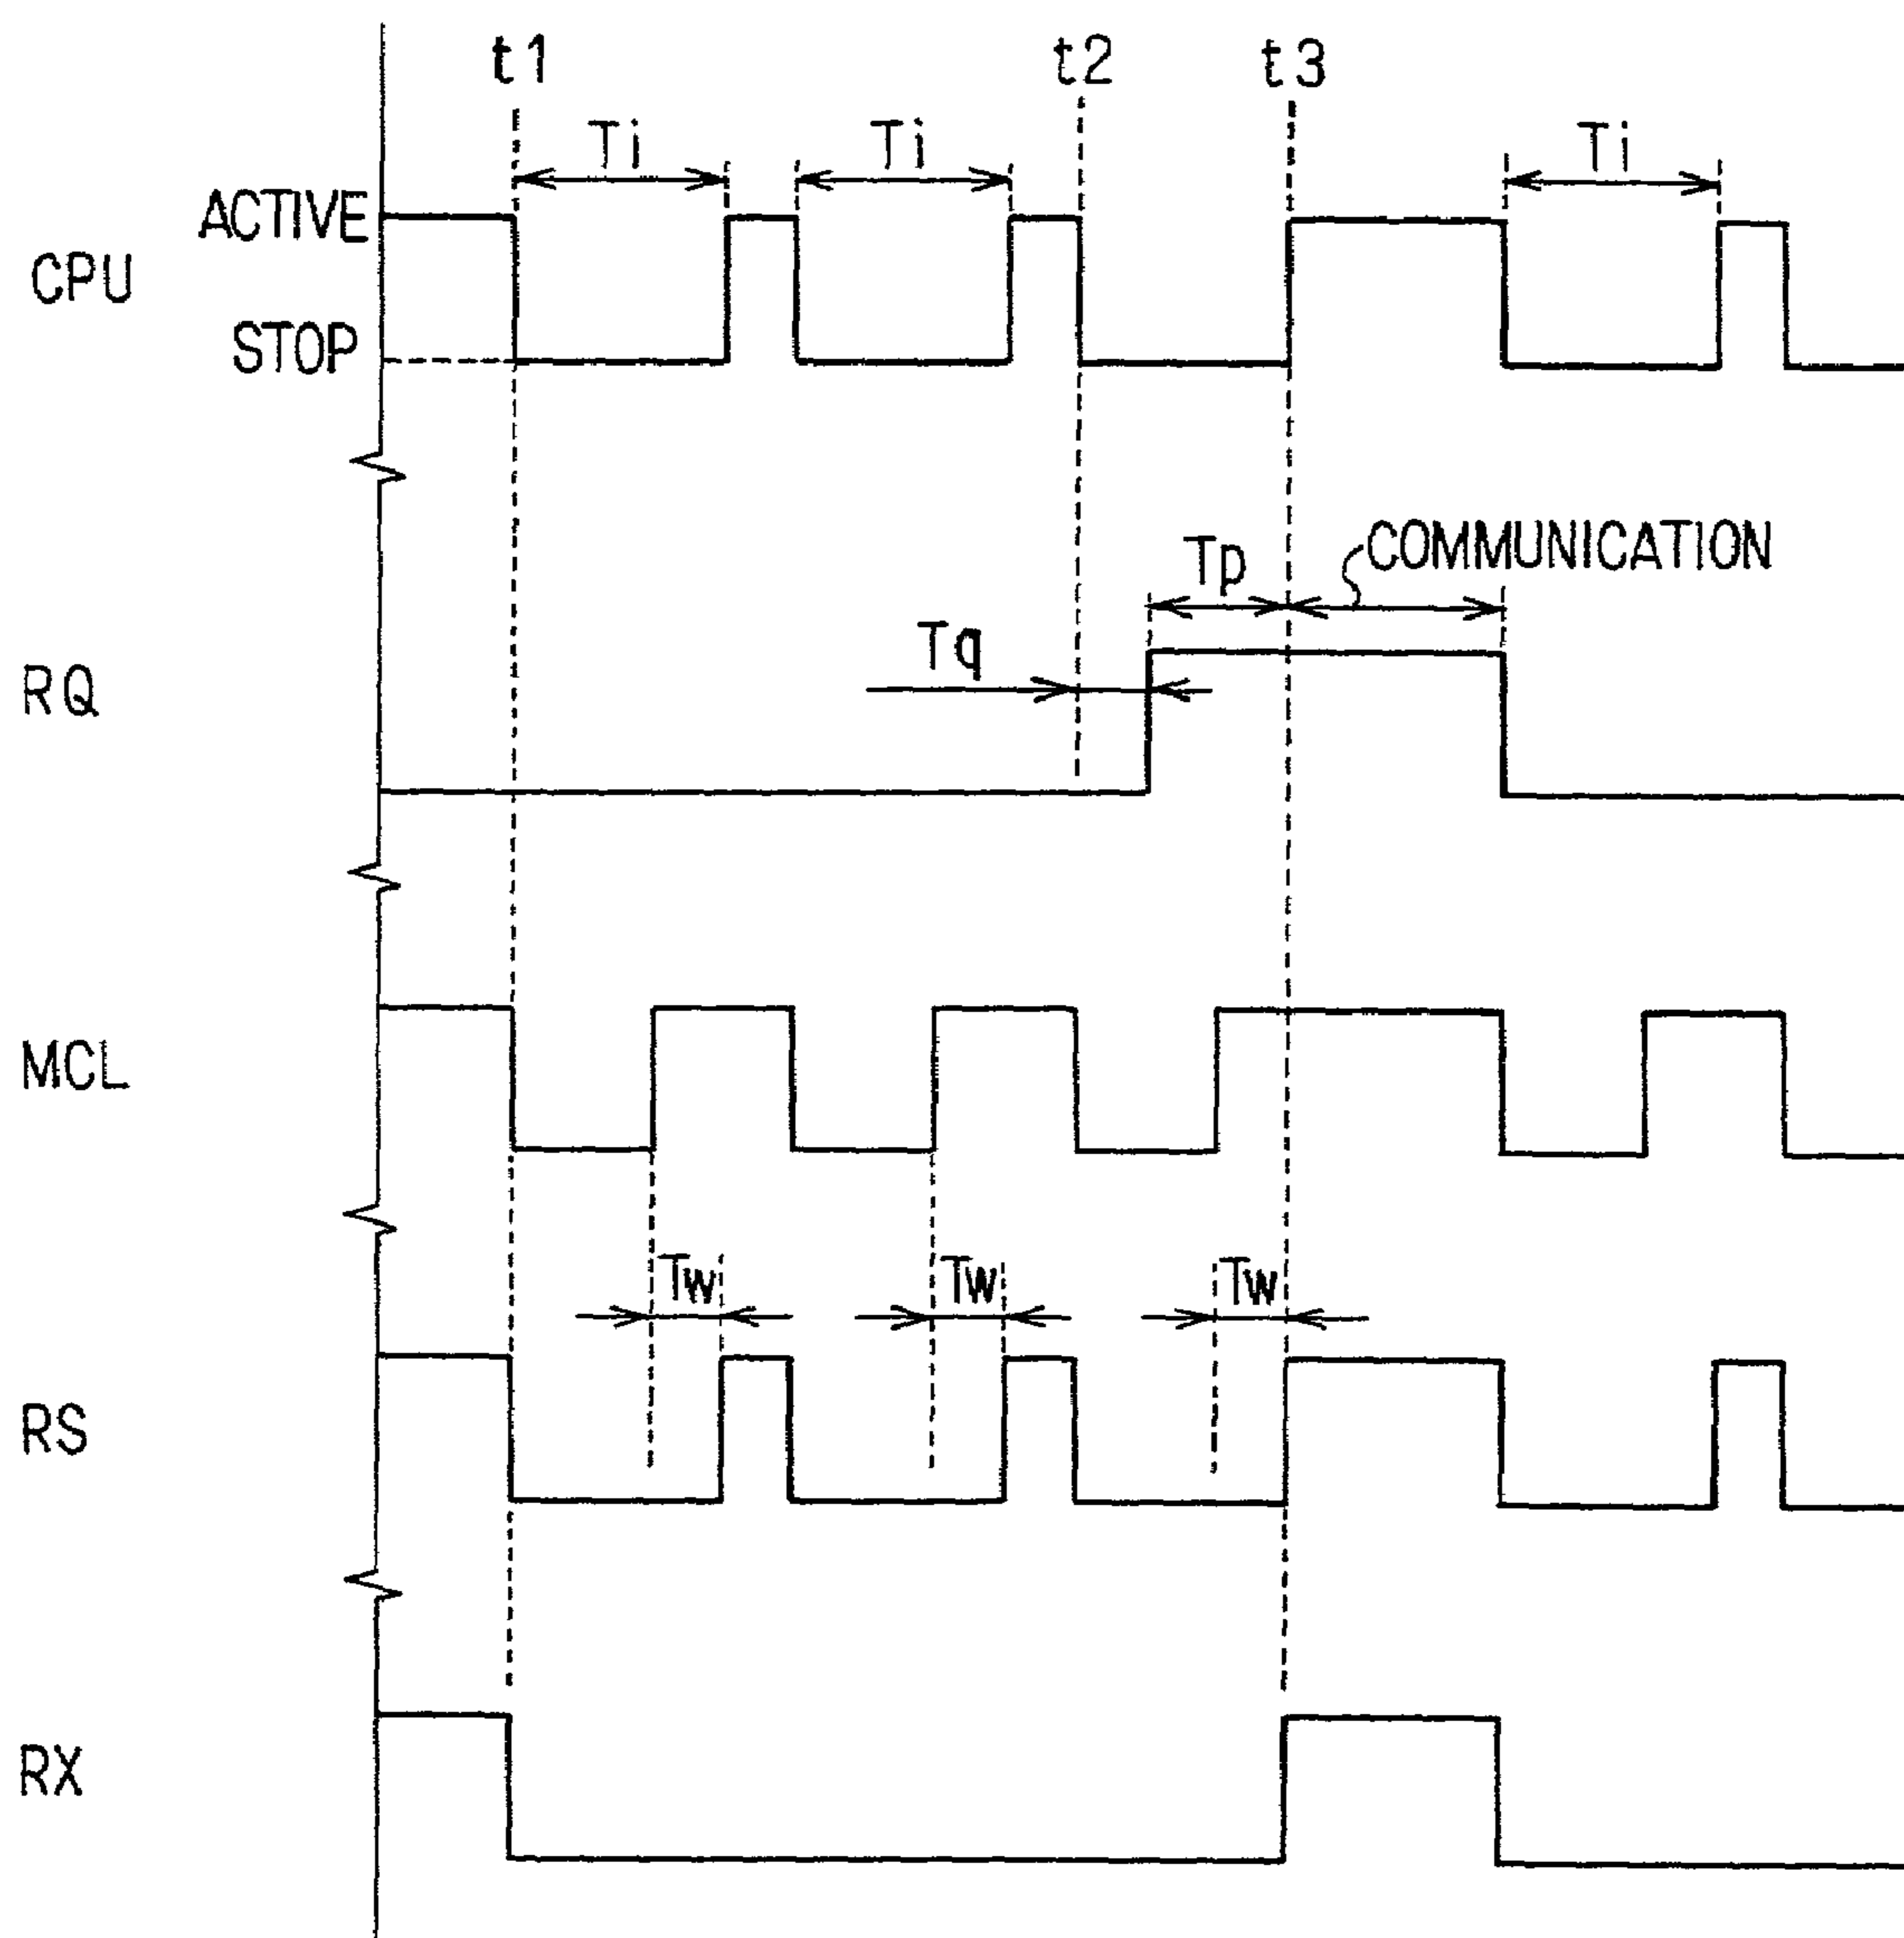 t1 t2 t3
Ti Ti Ti
ACTIVE
CPU
STOP
COMMUNICATION
Tp
Tq
RQ
MCL
Tw Tw Tw
RS
RX